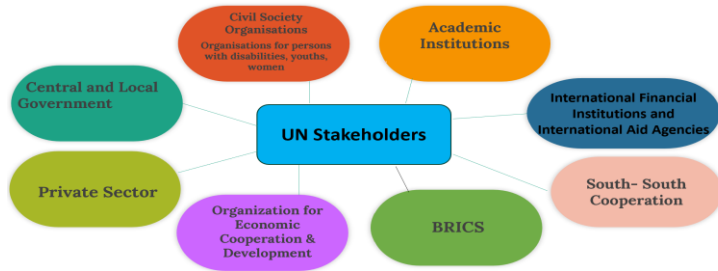 Civil Society
Organisations
Organisations for persons
with disabilities, youths,
women
Academic
Institutions
Central and Local
Government
UN Stakeholders
International Financial
Institutions and
International Aid Agencies
Private Sector
Organization for
Economic
Cooperation &
Development
BRICS
South- South
Cooperation